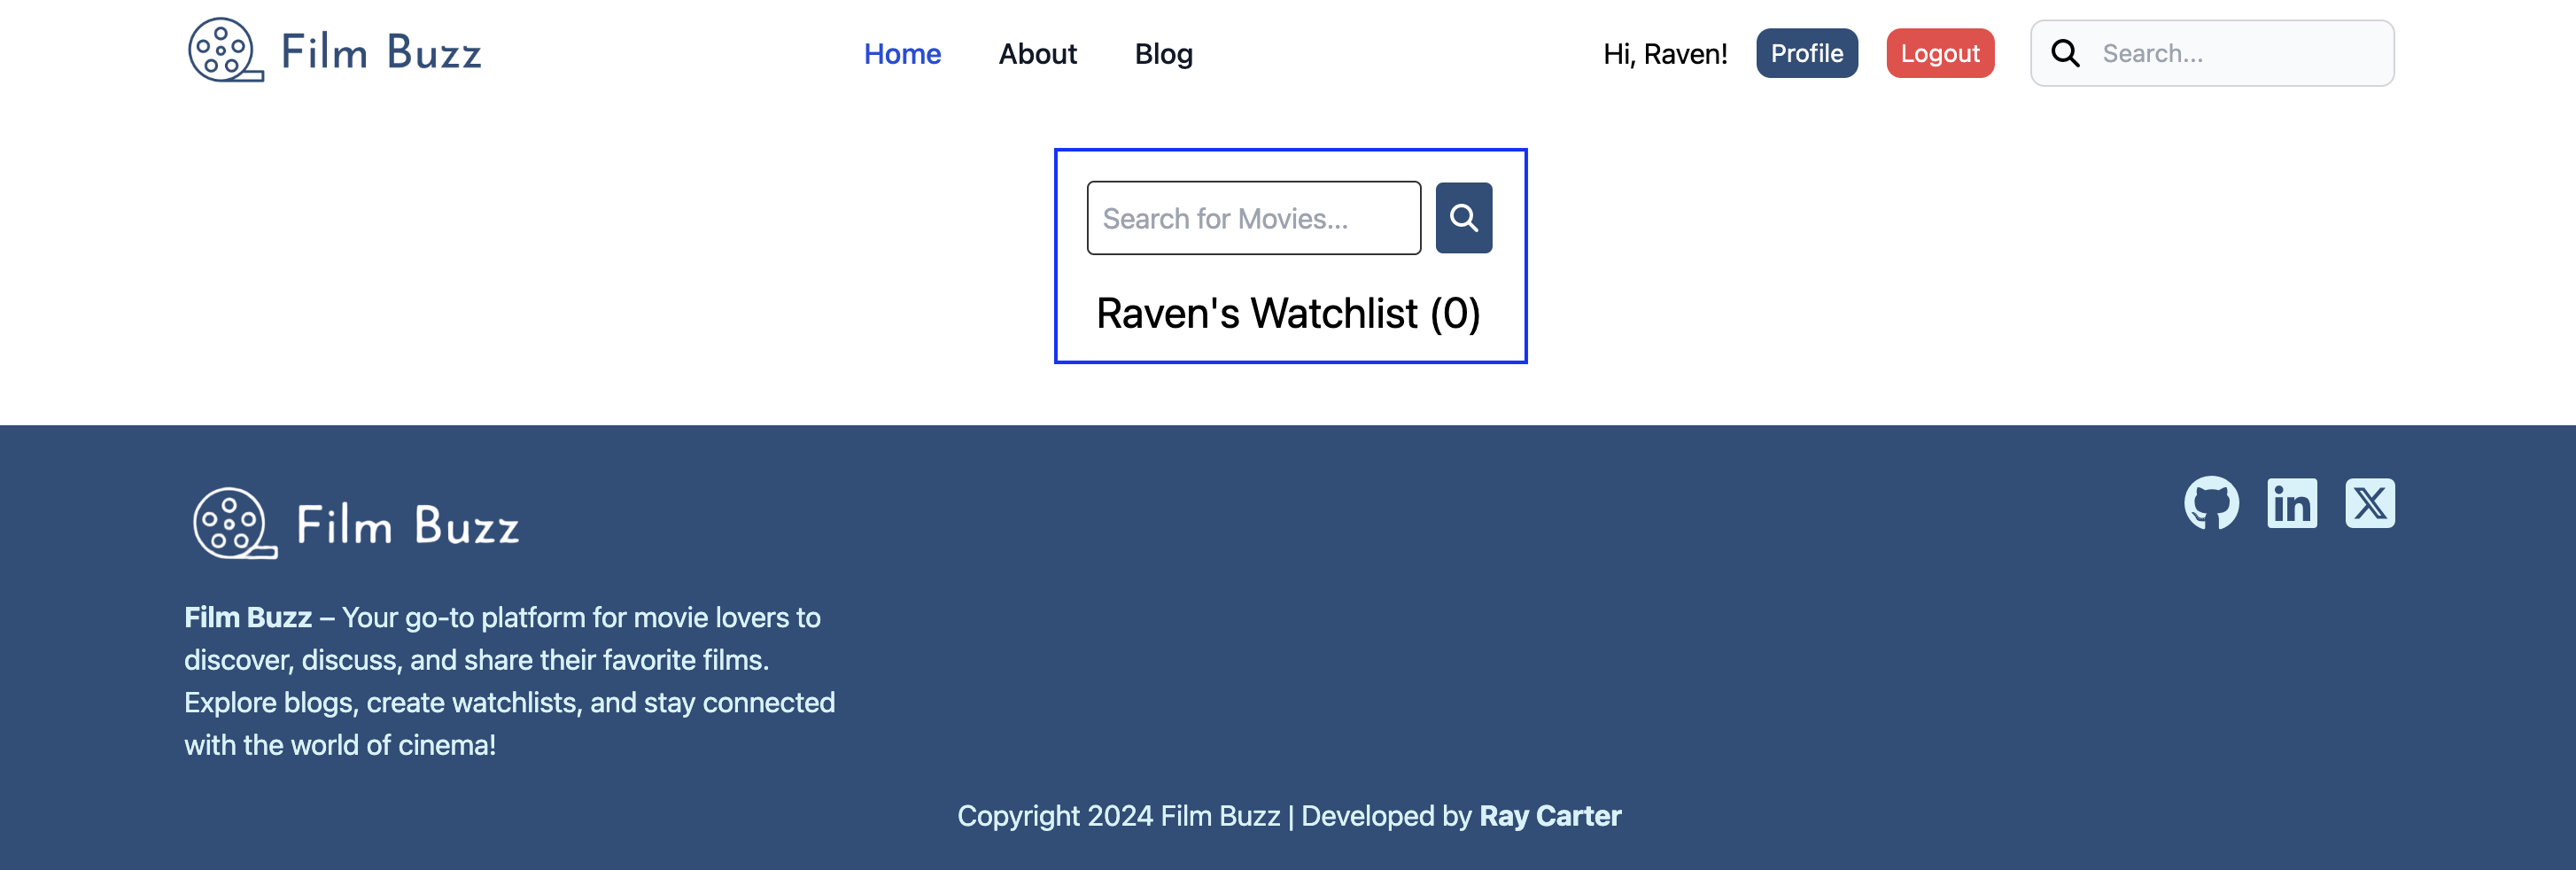 Film Buzz
Home About Blog
Hi, Raven! Profile Logout Search...
Search for Movies...
Raven's Watchlist (0)
Film Buzz
Film Buzz – Your go-to platform for movie lovers to
discover, discuss, and share their favorite films.
Explore blogs, create watchlists, and stay connected
with the world of cinema!
Copyright 2024 Film Buzz | Developed by Ray Carter